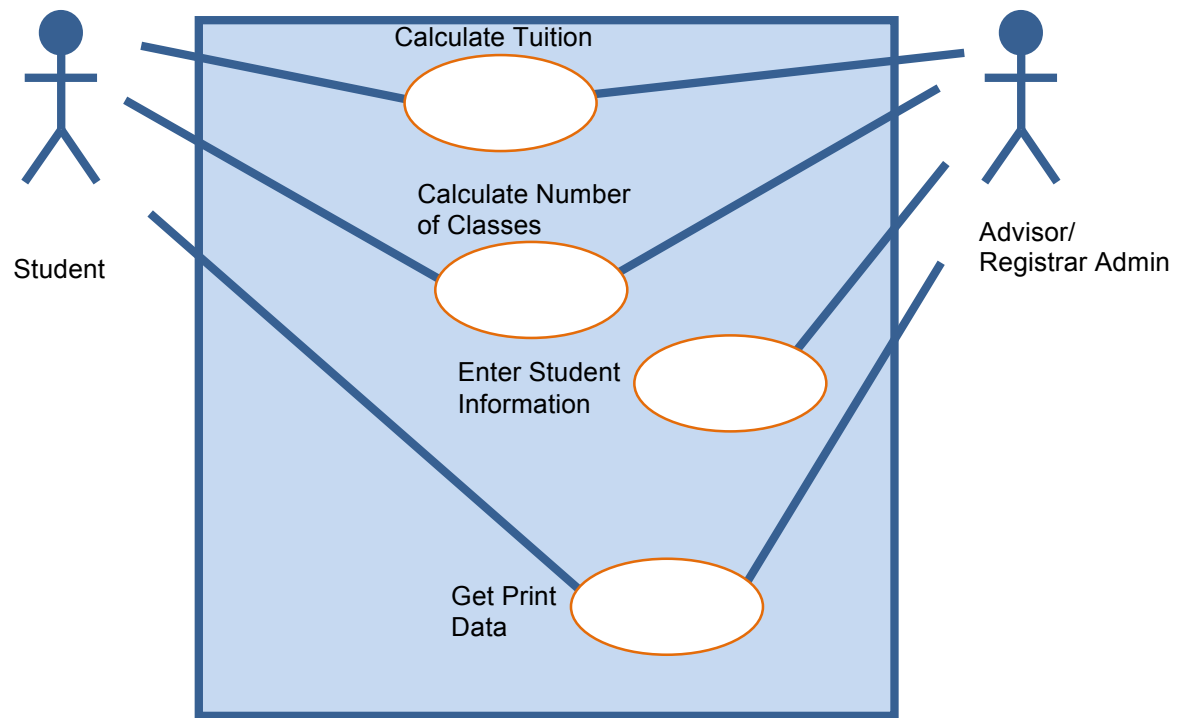 Calculate Tuition
Calculate Number
of Classes
Student
Advisor/
Registrar Admin
Enter Student
Information
Get Print
Data